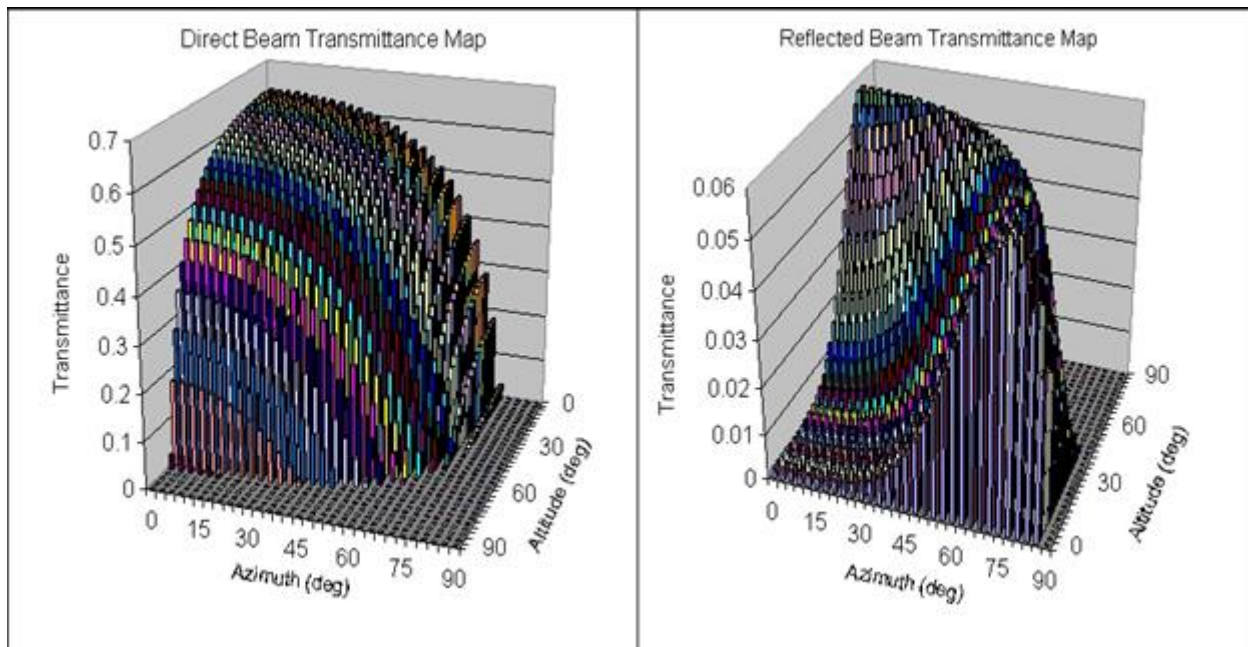 Direct Beam Transmittance Map
Transmittance
0.7
0.6
0.5
0.4
0.3
0.2
0.1
0
0 15 30 45 60 75 90
Azimuth (deg)
0
30
60
90
Altitude (deg)
Reflected Beam Transmittance Map
Transmittance
0.06
0.05
0.04
0.03
0.02
0.01
0
0 15 30 45 60 75 90
Azimuth (deg)
90
60
30
0
Altitude (deg)